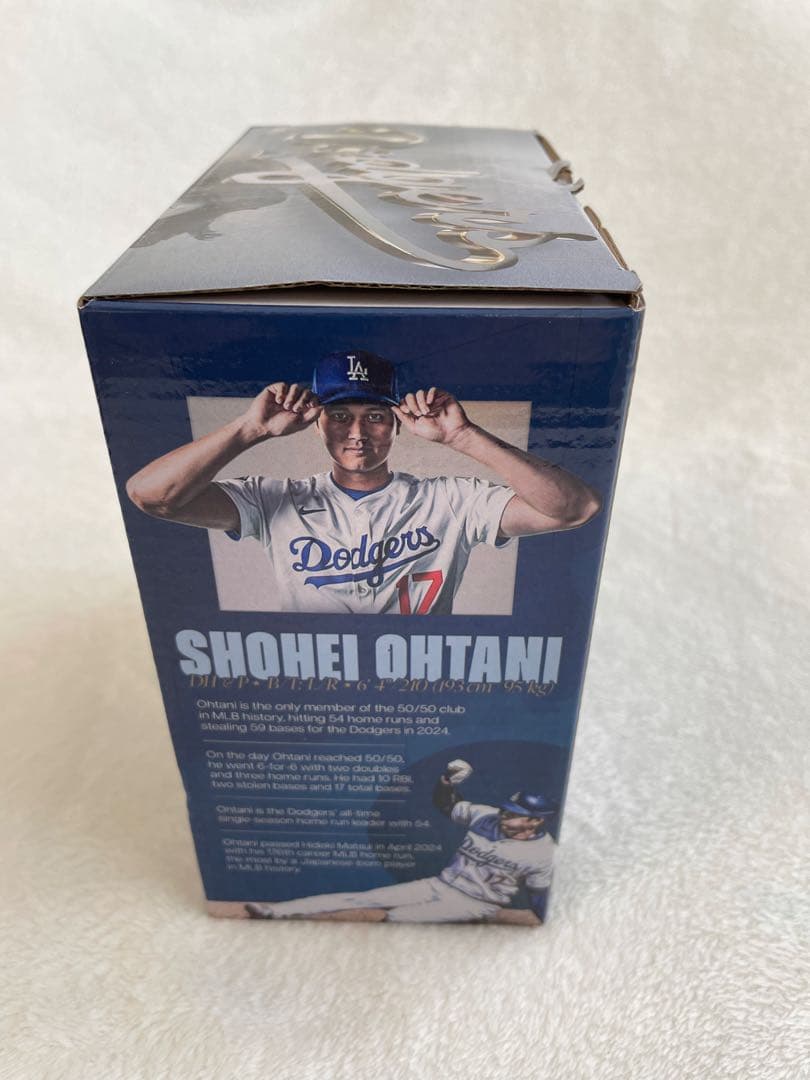 Dodgers
LA
Dodgers
17
SHOHEI OHTANI
DH & P • B/T: L/R • 6' 4" 210 (193 cm 95 kg)
Ohtani is the only member of the 50/50 club
in MLB history, hitting 54 home runs and
stealing 59 bases for the Dodgers in 2024.
On the day Ohtani reached 50/50,
he went 6-for-6 with two doubles
and three home runs. He had 10 RBI,
two stolen bases and 17 total bases.
Ohtani is the Dodgers' all-time
single-season home run leader with 54.
Ohtani passed Hideki Matsui in April 2024
with his 176th career MLB home run,
the most by a Japanese-born player
in MLB history.
Dodgers
17